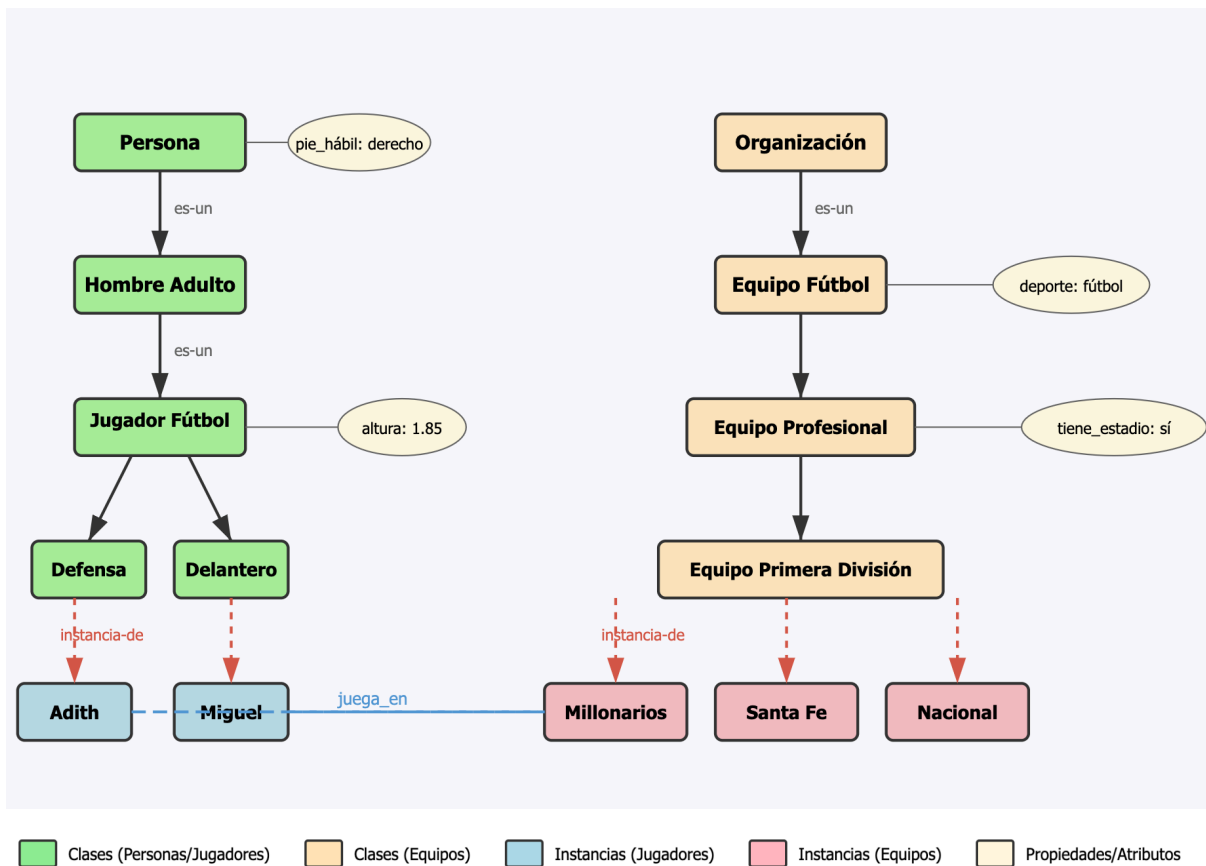 Persona
pie_hábil: derecho
Organización
es-un
es-un
Hombre Adulto
Equipo Fútbol
deporte: fútbol
es-un
Jugador Fútbol
altura: 1.85
Equipo Profesional
tiene_estadio: sí
Defensa
Delantero
Equipo Primera División
instancia-de
instancia-de
juega_en
Adith
Miguel
Millonarios
Santa Fe
Nacional
Clases (Personas/Jugadores)
Clases (Equipos)
Instancias (Jugadores)
Instancias (Equipos)
Propiedades/Atributos